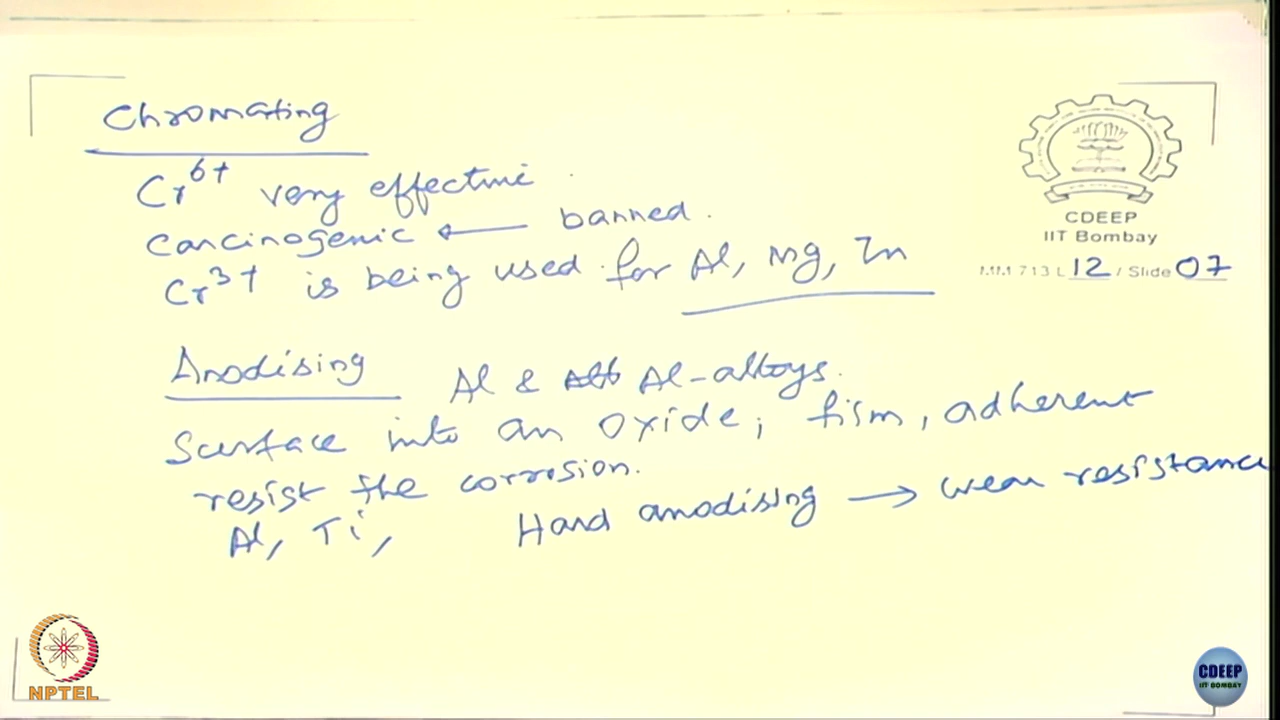 Chromating
Cr6+ very effective
carcinogenic ← banned.
Cr3+ is being used for Al, Mg, Zn
Anodising Al & Al-alloys.
Surface into an oxide; film, adherent
resist the corrosion.
Al, Ti, Hard anodising → wear resistance
CDEEP
IIT Bombay
MM 713 L 12 / Slide 07
NPTEL
CDEEP
IIT BOMBAY